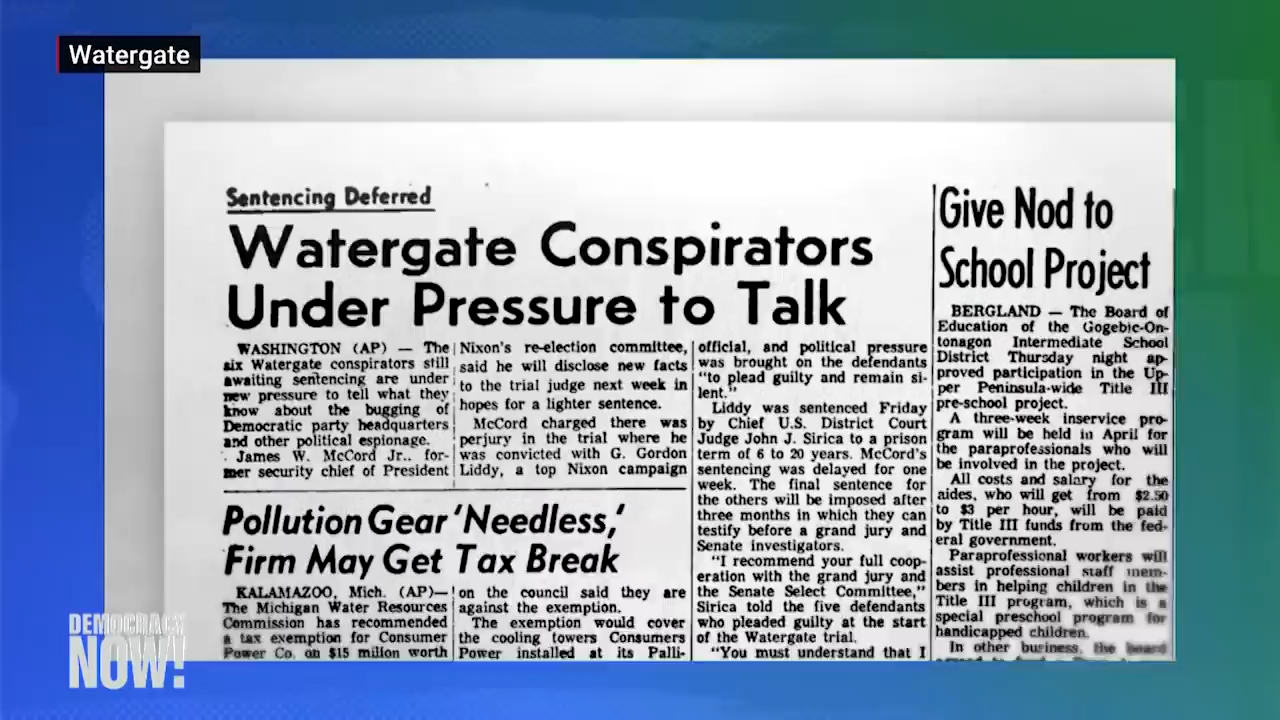 Watergate
Sentencing Deferred
Watergate Conspirators
Under Pressure to Talk
WASHINGTON (AP) — The
six Watergate conspirators still
awaiting sentencing are under
new pressure to tell what they
know about the bugging of
Democratic party headquarters
and other political espionage.
James W. McCord Jr., for-
mer security chief of President
Nixon's re-election committee,
said he will disclose new facts
to the trial judge next week in
hopes for a lighter sentence.
McCord charged there was
perjury in the trial where he
was convicted with G. Gordon
Liddy, a top Nixon campaign
official, and political pressure
was brought on the defendants
"to plead guilty and remain si-
lent."
Liddy was sentenced Friday
by Chief U.S. District Court
Judge John J. Sirica to a prison
term of 6 to 20 years. McCord's
sentencing was delayed for one
week. The final sentence for
the others will be imposed after
three months in which they can
testify before a grand jury and
Senate investigators.
"I recommend your full coop-
eration with the grand jury and
the Senate Select Committee,"
Sirica told the five defendants
who pleaded guilty at the start
of the Watergate trial.
"You must understand that I
Pollution Gear 'Needless,'
Firm May Get Tax Break
KALAMAZOO, Mich. (AP)—
The Michigan Water Resources
Commission has recommended
a tax exemption for Consumer
Power Co. on $15 milion worth
on the council said they are
against the exemption.
The exemption would cover
the cooling towers Consumers
Power installed at its Palli-
Give Nod to
School Project
BERGLAND — The Board of
Education of the Gogebic-On-
tonagon Intermediate School
District Thursday night ap-
proved participation in the Up-
per Peninsula-wide Title III
pre-school project.
A three-week inservice pro-
gram will be held in April for
the paraprofessionals who will
be involved in the project.
All costs and salary for the
aides, who will get from $2.50
to $3 per hour, will be paid
by Title III funds from the fed-
eral government.
Paraprofessional workers will
assist professional staff mem-
bers in helping children in the
Title III program, which is a
special preschool program for
handicapped children.
In other business, the board
DEMOCRACY
NOW!